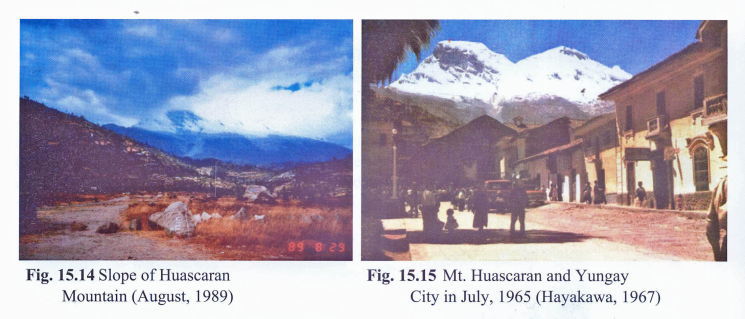 89 8 29
Fig. 15.14 Slope of Huascaran
Mountain (August, 1989)
Fig. 15.15 Mt. Huascaran and Yungay
City in July, 1965 (Hayakawa, 1967)